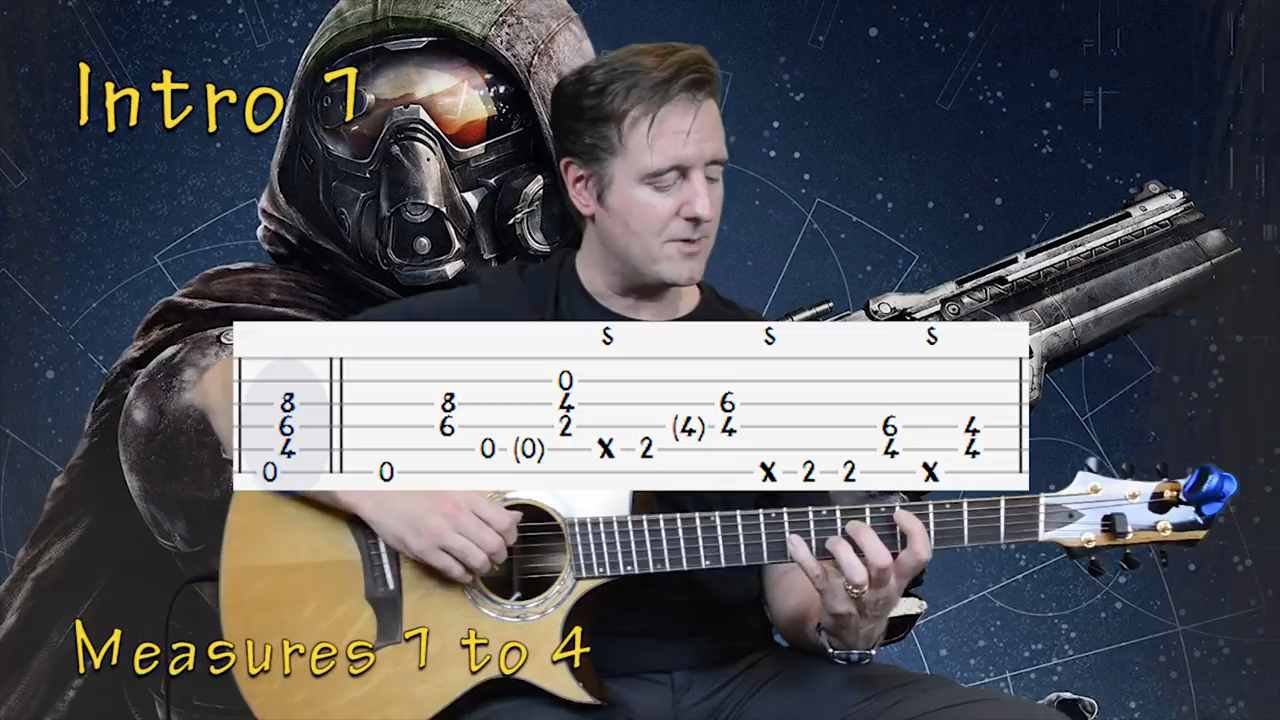 Intro 1
S S S
0
8 8 4 6
6 6 2 (4) 4 6 4
4 0 (0) X 2 4 4
0 0 X 2 2 X
Measures 1 to 4